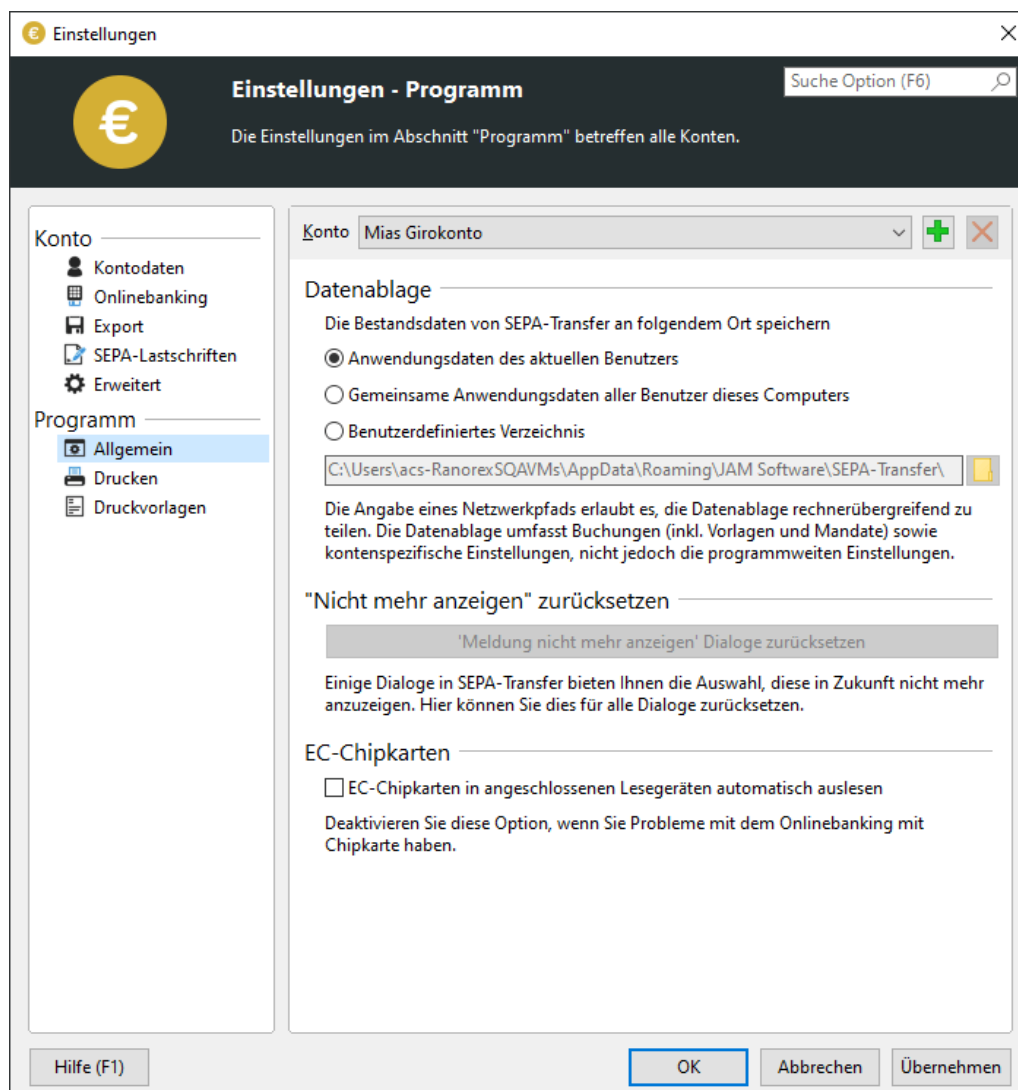 Einstellungen
Einstellungen - Programm
Suche Option (F6)
Die Einstellungen im Abschnitt "Programm" betreffen alle Konten.
Konto
Kontodaten
Onlinebanking
Export
SEPA-Lastschriften
Erweitert
Programm
Allgemein
Drucken
Druckvorlagen
Konto Mias Girokonto
Datenablage
Die Bestandsdaten von SEPA-Transfer an folgendem Ort speichern
Anwendungsdaten des aktuellen Benutzers
Gemeinsame Anwendungsdaten aller Benutzer dieses Computers
Benutzerdefiniertes Verzeichnis
C:\Users\acs-RanorexSQAVMs\AppData\Roaming\JAM Software\SEPA-Transfer\
Die Angabe eines Netzwerkpfads erlaubt es, die Datenablage rechnerübergreifend zu
teilen. Die Datenablage umfasst Buchungen (inkl. Vorlagen und Mandate) sowie
kontenspezifische Einstellungen, nicht jedoch die programmweiten Einstellungen.
"Nicht mehr anzeigen" zurücksetzen
'Meldung nicht mehr anzeigen' Dialoge zurücksetzen
Einige Dialoge in SEPA-Transfer bieten Ihnen die Auswahl, diese in Zukunft nicht mehr
anzuzeigen. Hier können Sie dies für alle Dialoge zurücksetzen.
EC-Chipkarten
EC-Chipkarten in angeschlossenen Lesegeräten automatisch auslesen
Deaktivieren Sie diese Option, wenn Sie Probleme mit dem Onlinebanking mit
Chipkarte haben.
Hilfe (F1)
OK
Abbrechen
Übernehmen